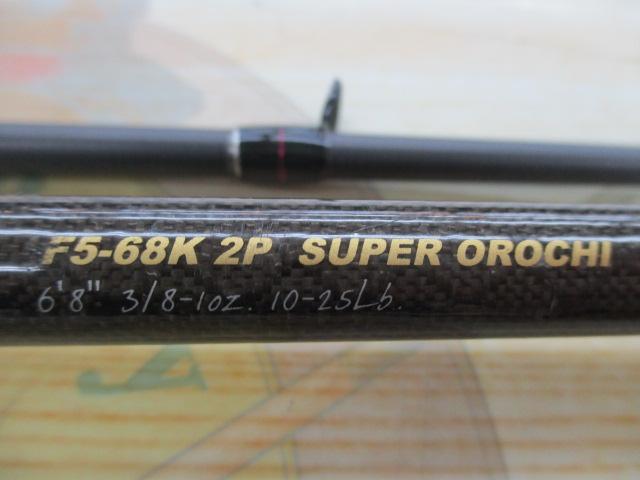 F5-68K 2P SUPER OROCHI
6'8" 3/8-1oz. 10-25Lb.